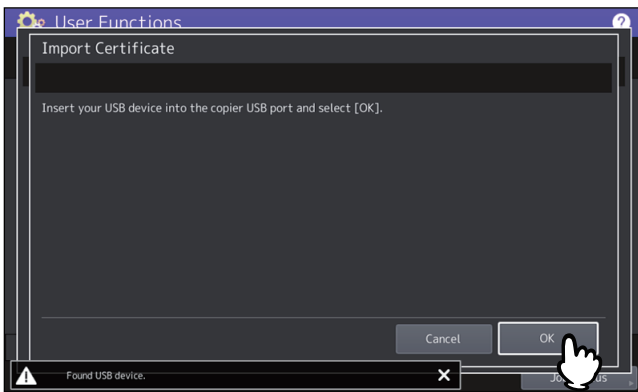 User Functions
?
Import Certificate
Insert your USB device into the copier USB port and select [OK].
Cancel
OK
Found USB device.